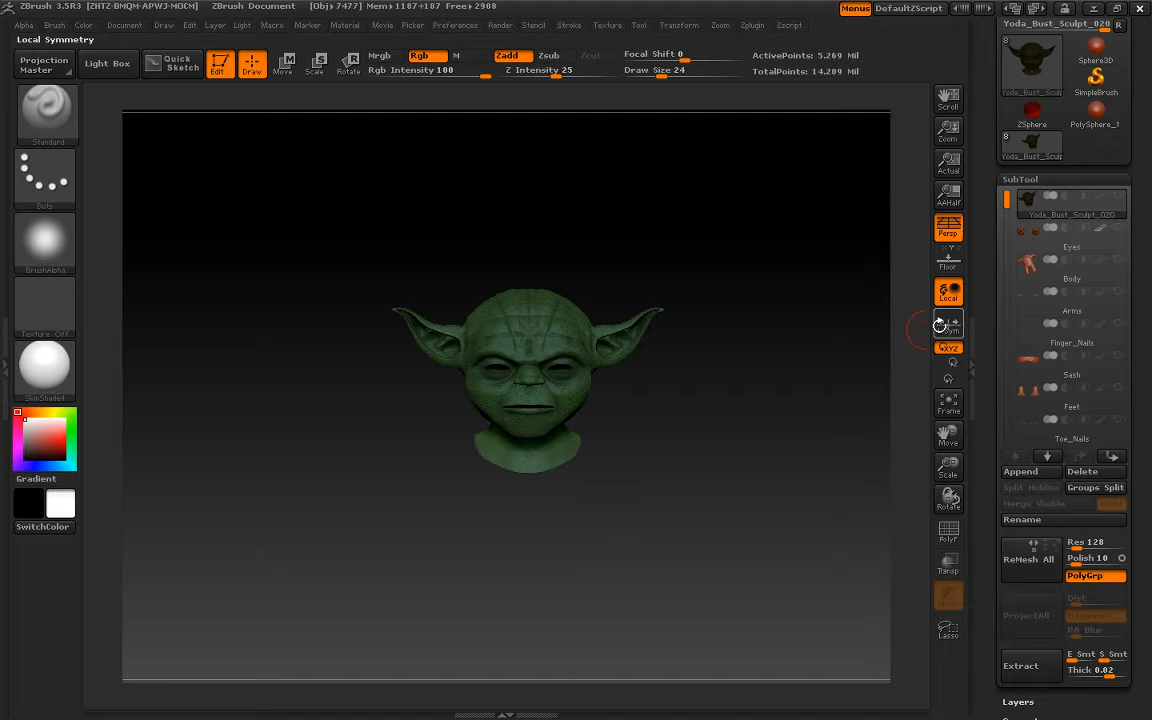 ZBrush 3.5R3 [ZHTZ-BMQM-APWJ-MOCM] ZBrush Document [Obj>7477] Mem>1187+187 Free>2908 Menus DefaultZScript
Alpha Brush Color Document Draw Edit Layer Light Macro Marker Material Movie Picker Preferences Render Stencil Stroke Texture Tool Transform Zplugin Zscript
Local Symmetry
Projection Master
Light Box
Quick Sketch
Edit Draw Move Scale Rotate
Mrgb Rgb M
Rgb Intensity 100
Zadd Zsub Zcut
Z Intensity 25
Focal Shift 0
Draw Size 24
ActivePoints: 5.269 Mil
TotalPoints: 14.209 Mil
Standard
Dots
BrushAlpha
Texture Off
SkinShade4
Gradient
SwitchColor
Scroll
Zoom
Actual
AAHalf
Persp
Floor
Local
XYZ
Frame
Move
Scale
Rotate
PolyF
Transp
Lasso
Yoda_Bust_Sculpt_020 R
8
Sphere3D
SimpleBrush
Yoda_Bust_Scul
ZSphere
PolySphere_1
8
Yoda_Bust_Scul
SubTool
Yoda_Bust_Sculpt_020
Eyes
Body
Arms
Finger_Nails
Sash
Feet
Toe_Nails
Append Delete
Split Hidden Groups Split
Merge Visible
Rename
ReMesh All
Res 128
Polish 10
PolyGrp
ProjectAll
Dist
PA Blur
Extract
E Smt S Smt
Thick 0.02
Layers